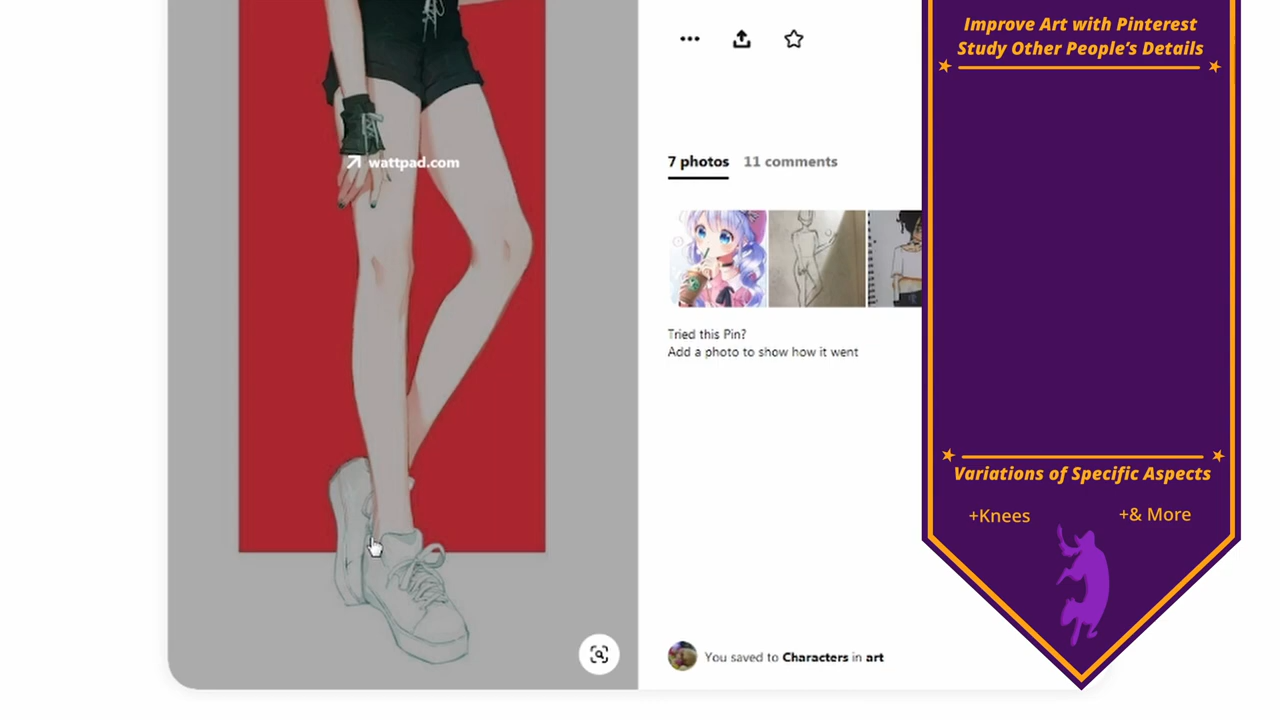 Improve Art with Pinterest
Study Other People's Details
wattpad.com
7 photos 11 comments
Tried this Pin?
Add a photo to show how it went
Variations of Specific Aspects
+Knees +& More
You saved to Characters in art